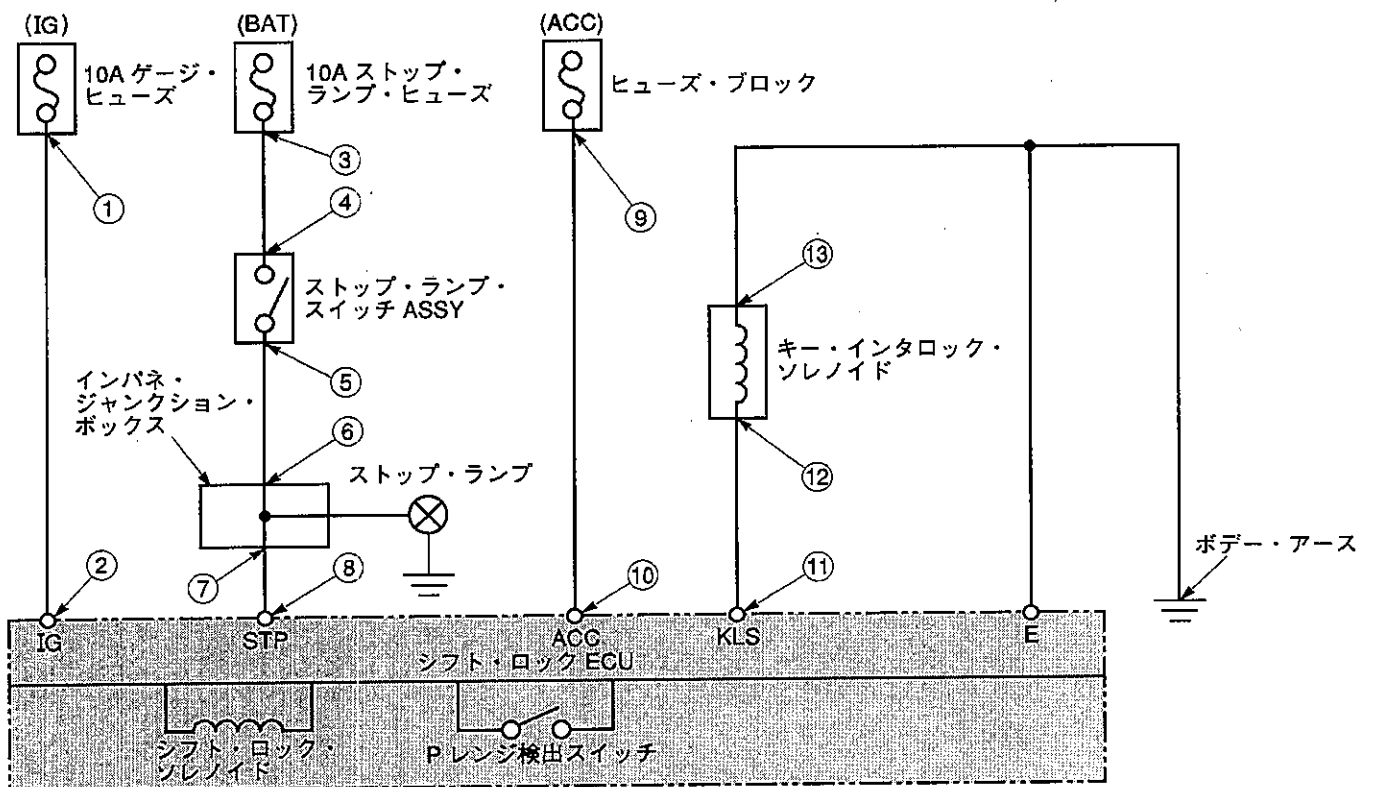 (IG)
(BAT)
(ACC)
10A ゲージ・
ヒューズ
10A ストップ・
ランプ・ヒューズ
ヒューズ・ブロック
③
①
④
⑨
ストップ・ランプ・
スイッチ ASSY
⑬
キー・インタロック・
ソレノイド
⑤
インパネ・
ジャンクション・
ボックス
⑥
ストップ・ランプ
⑫
②
⑦
⑧
⑩
⑪
ボデー・アース
IG
STP
ACC
KLS
E
シフト・ロック ECU
シフト・ロック・
ソレノイド
P レンジ検出スイッチ